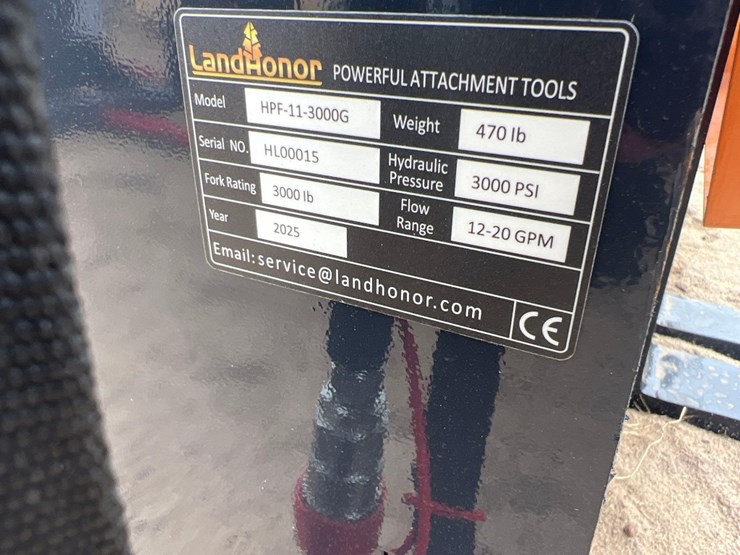 LandHonor POWERFUL ATTACHMENT TOOLS
Model HPF-11-3000G Weight 470 lb
Serial NO. HL00015 Hydraulic Pressure 3000 PSI
Fork Rating 3000 lb Flow Range 12-20 GPM
Year 2025
Email: service@landhonor.com CE